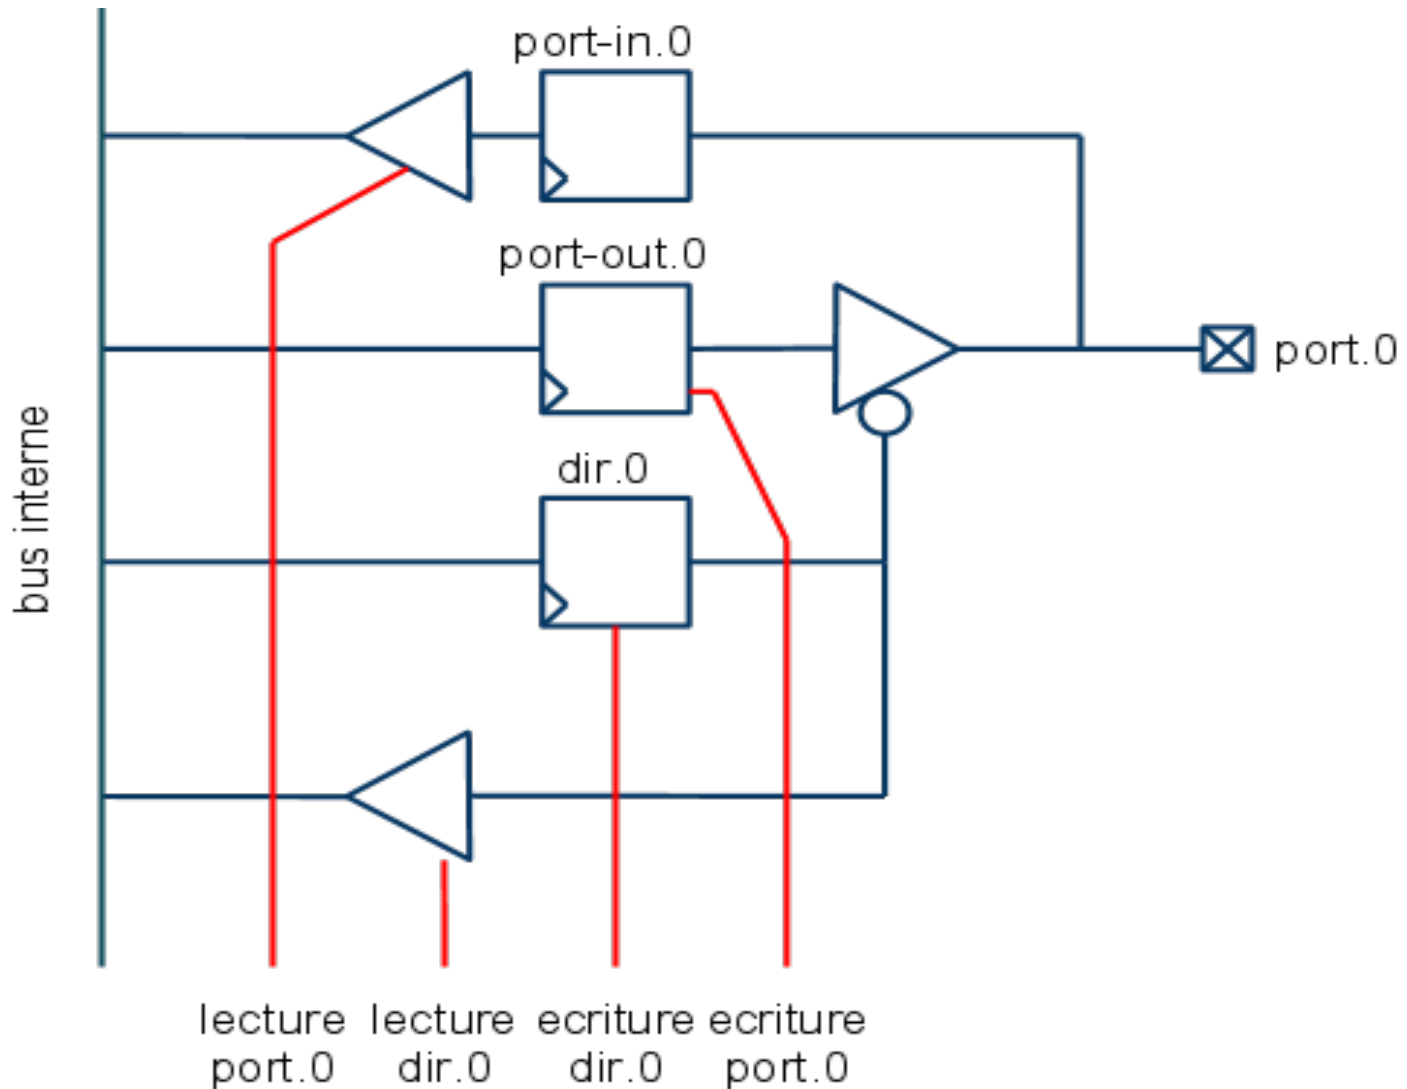 port-in.0
port-out.0
port.0
dir.0
bus interne
lecture
port.0
lecture
dir.0
ecriture
dir.0
ecriture
port.0